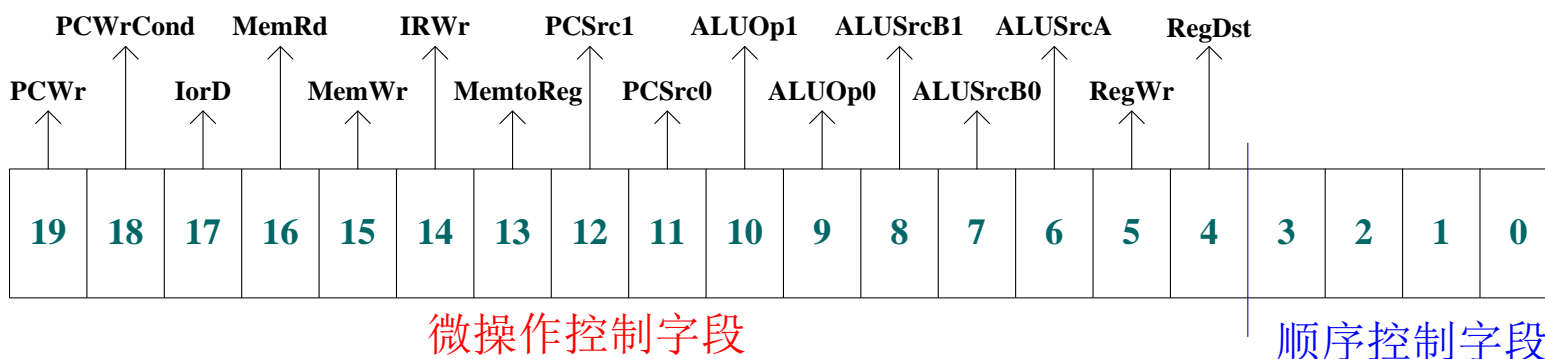 PCWrCond MemRd IRWr PCSrc1 ALUOp1 ALUSrcB1 ALUSrcA RegDst
PCWr IorD MemWr MemtoReg PCSrc0 ALUOp0 ALUSrcB0 RegWr
19 18 17 16 15 14 13 12 11 10 9 8 7 6 5 4 3 2 1 0
微操作控制字段 顺序控制字段